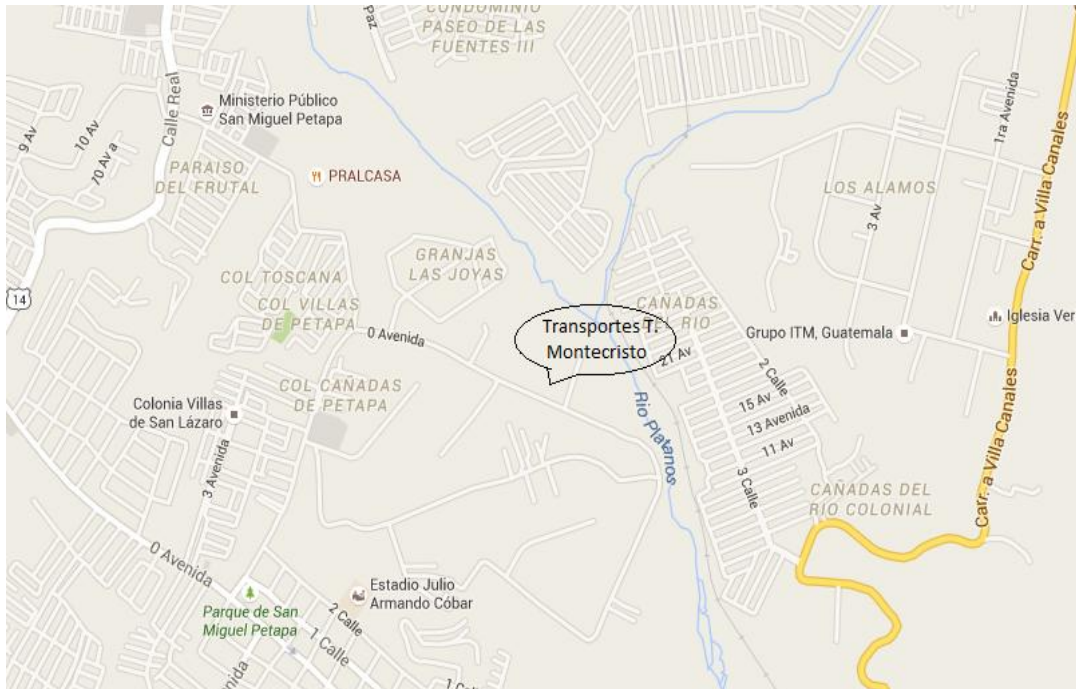 CONDOMINIO
PASEO DE LAS
FUENTES III
Paz
Calle Real
Ministerio Público
San Miguel Petapa
9 Av
10 Av
70 Av a
PARAISO
DEL FRUTAL
PRALCASA
1ra Avenida
Carr. a Villa Canales
LOS ALAMOS
3 Av
GRANJAS
LAS JOYAS
COL TOSCANA
COL VILLAS
DE PETAPA
14
0 Avenida
Transportes T.
Montecristo
CAÑADAS
DEL RIO
21 Av
Grupo ITM, Guatemala
Iglesia Ver
2 Calle
COL CAÑADAS
DE PETAPA
Colonia Villas
de San Lázaro
3 Avenida
Rio Platanos
15 Av
13 Avenida
11 Av
3 Calle
CAÑADAS DEL
RIO COLONIAL
Carr. a Villa Canales
0 Avenida
Parque de San
Miguel Petapa
Estadio Julio
Armando Cóbar
2 Calle
1 Calle